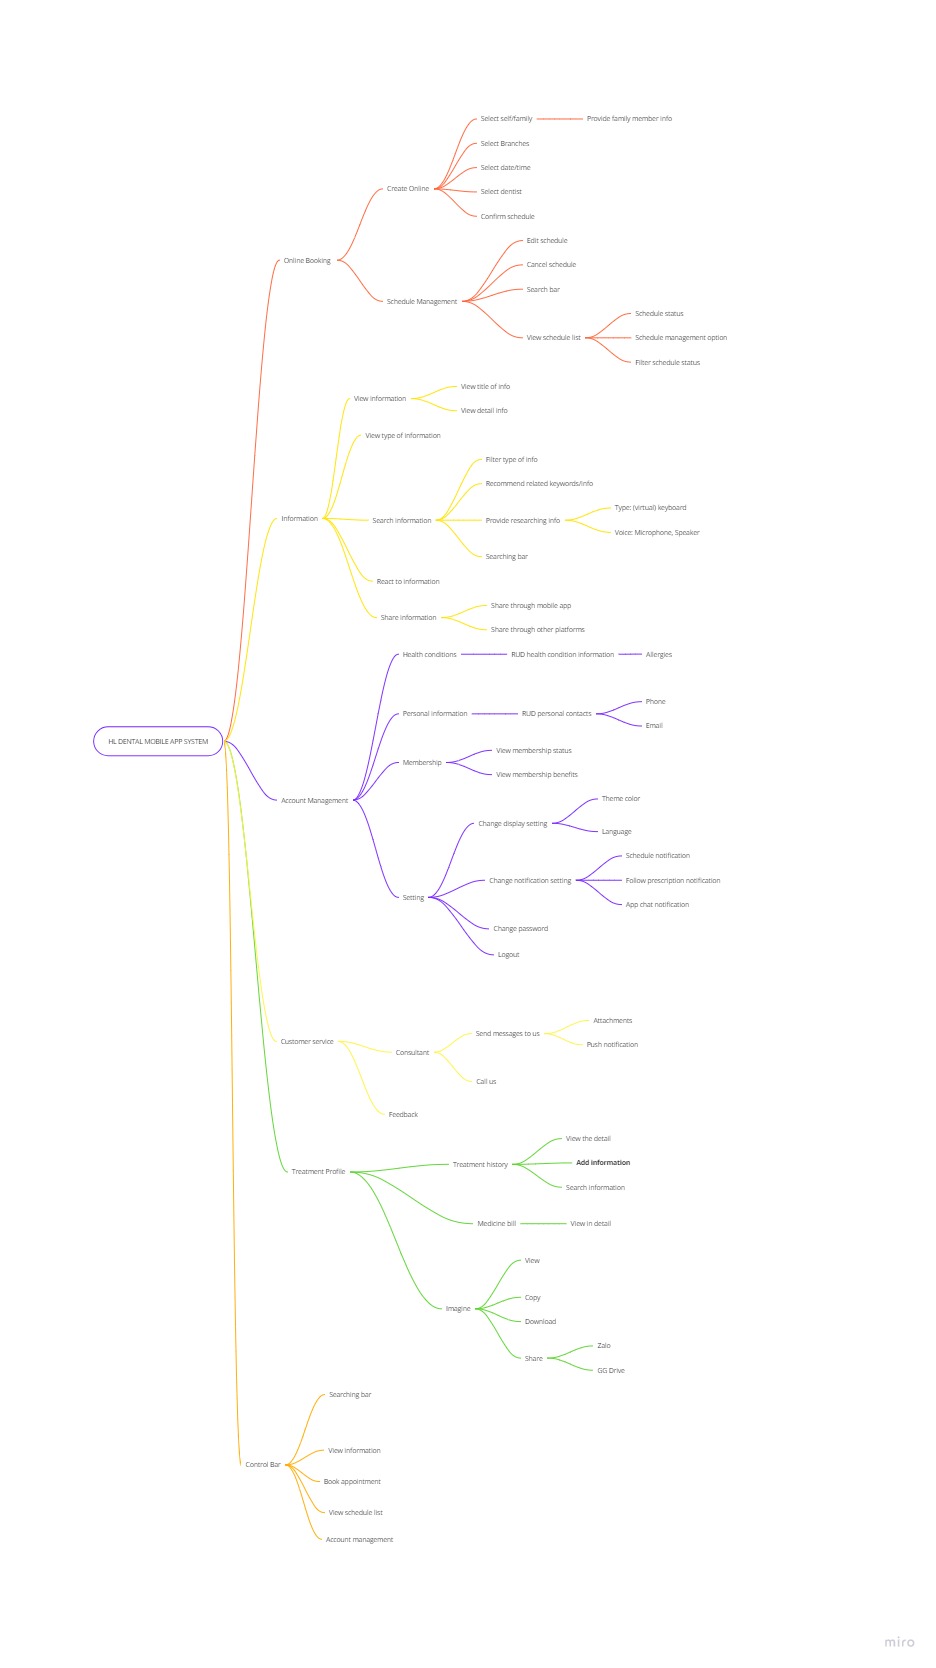 Select self/family
Provide family member info
Select Branches
Select date/time
Create Online
Select dentist
Confirm schedule
Edit schedule
Online Booking
Cancel schedule
Search bar
Schedule Management
Schedule status
View schedule list
Schedule management option
Filter schedule status
View title of info
View information
View detail info
View type of information
Filter type of info
Recommend related keywords/info
Type: (virtual) keyboard
Information
Search information
Provide researching info
Voice: Microphone, Speaker
Searching bar
React to information
Share through mobile app
Share information
Share through other platforms
Health conditions
RUD health condition information
Allergies
Phone
Personal information
RUD personal contacts
Email
HL DENTAL MOBILE APP SYSTEM
View membership status
Membership
View membership benefits
Account Management
Theme color
Change display setting
Language
Schedule notification
Change notification setting
Follow prescription notification
Setting
App chat notification
Change password
Logout
Attachments
Send messages to us
Customer service
Push notification
Consultant
Call us
Feedback
View the detail
Treatment history
Add information
Treatment Profile
Search information
Medicine bill
View in detail
View
Copy
Imagine
Download
Zalo
Share
GG Drive
Searching bar
View information
Control Bar
Book appointment
View schedule list
Account management
miro